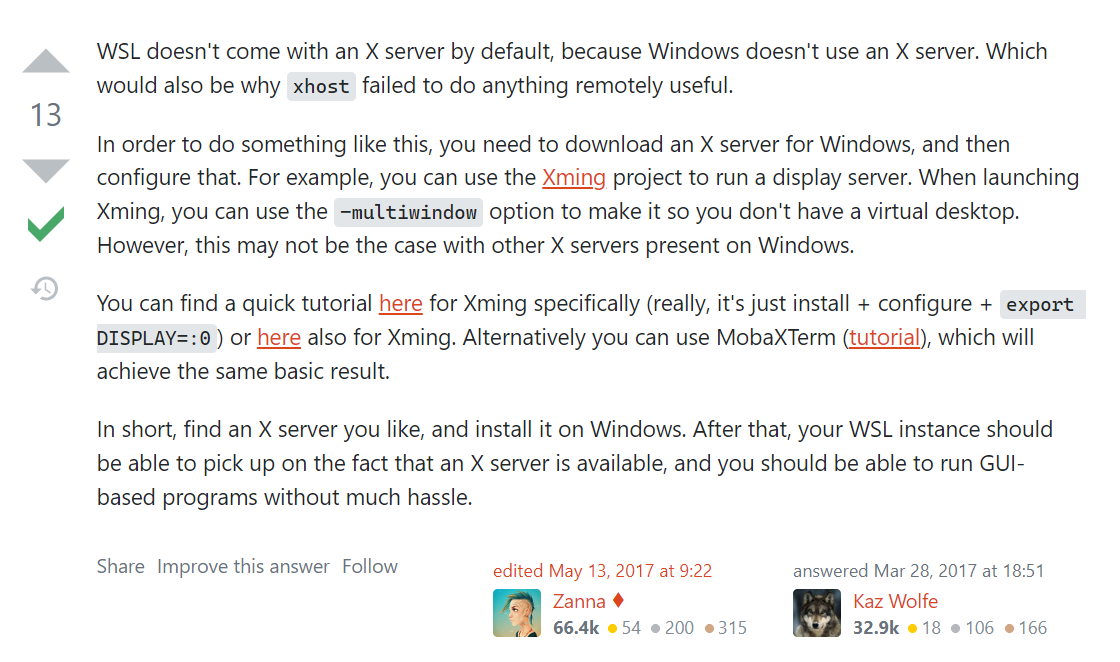 WSL doesn't come with an X server by default, because Windows doesn't use an X server. Which
would also be why xhost failed to do anything remotely useful.
13
In order to do something like this, you need to download an X server for Windows, and then
configure that. For example, you can use the Xming project to run a display server. When launching
Xming, you can use the -multiwindow option to make it so you don't have a virtual desktop.
However, this may not be the case with other X servers present on Windows.
You can find a quick tutorial here for Xming specifically (really, it's just install + configure + export
DISPLAY=:0) or here also for Xming. Alternatively you can use MobaXTerm (tutorial), which will
achieve the same basic result.
In short, find an X server you like, and install it on Windows. After that, your WSL instance should
be able to pick up on the fact that an X server is available, and you should be able to run GUI-
based programs without much hassle.
Share Improve this answer Follow
edited May 13, 2017 at 9:22
Zanna
66.4k 54 200 315
answered Mar 28, 2017 at 18:51
Kaz Wolfe
32.9k 18 106 166